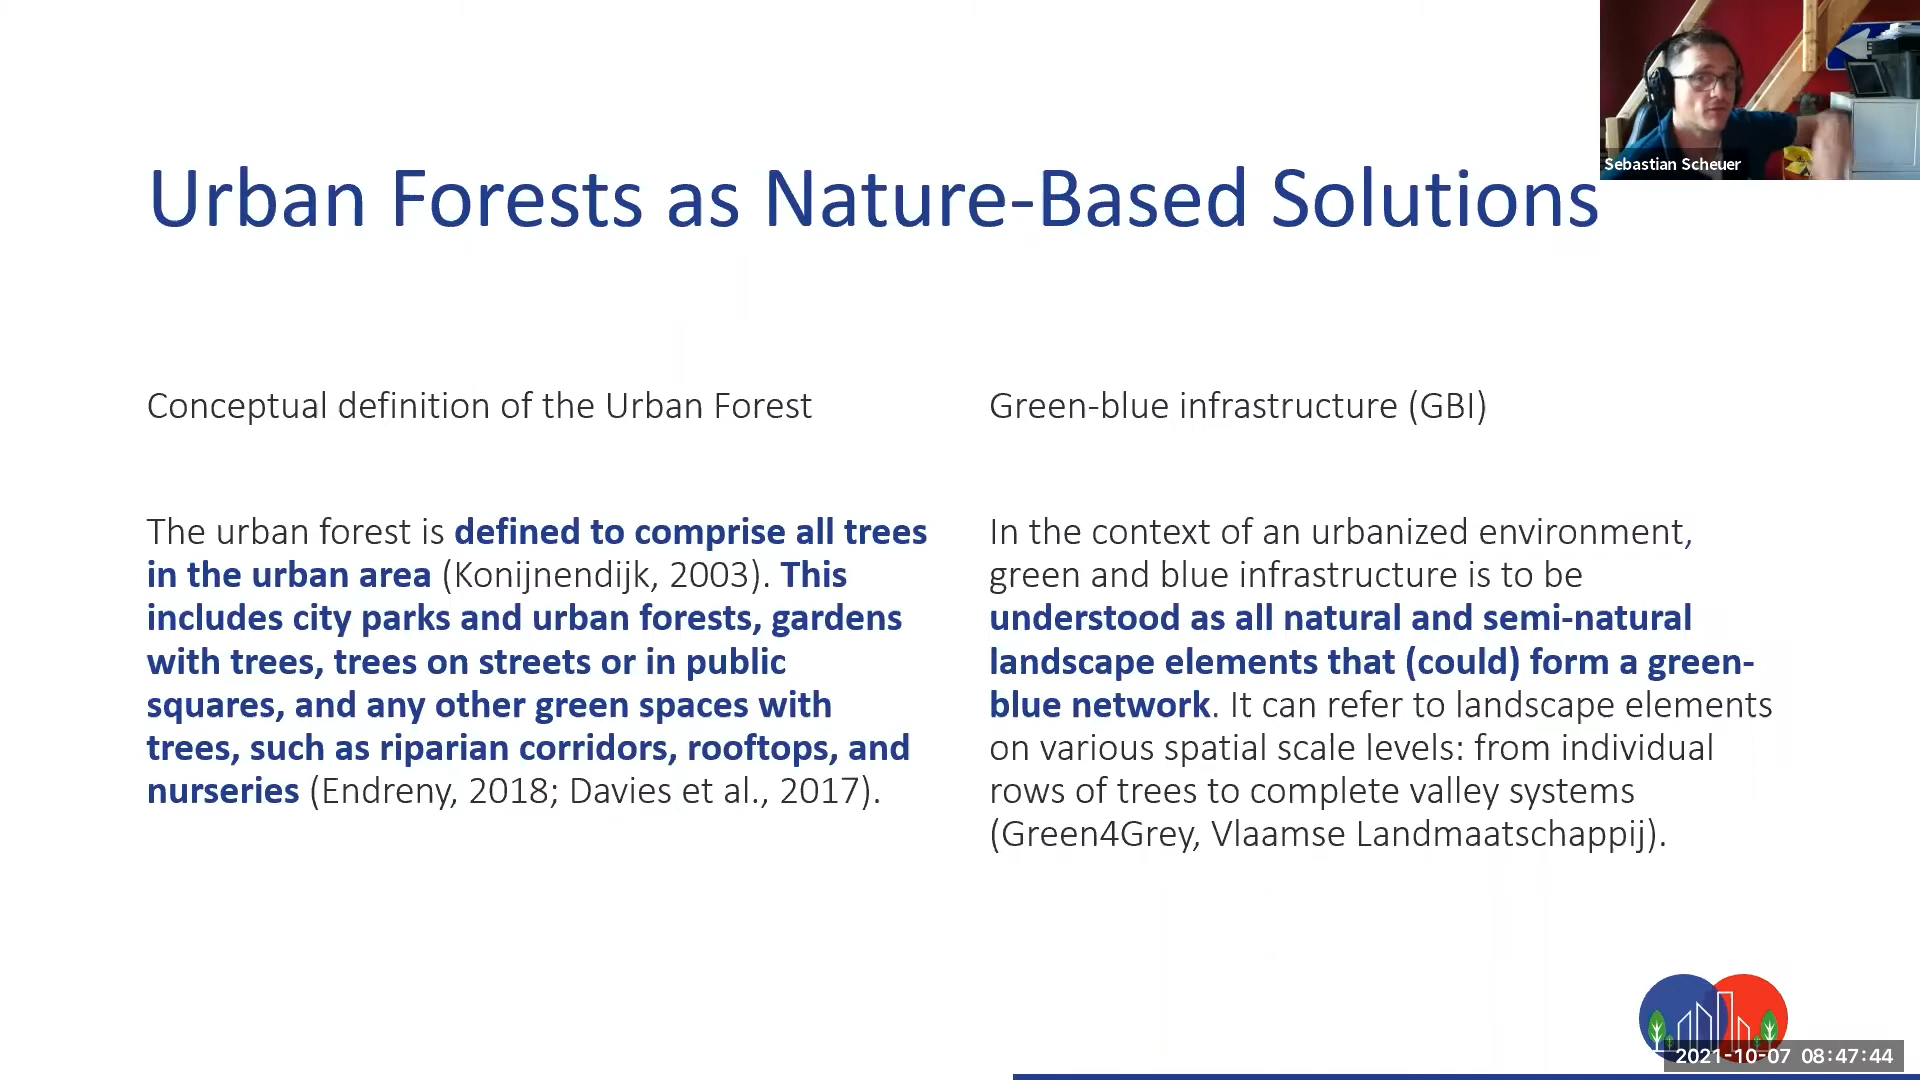 Sebastian Scheuer
Urban Forests as Nature-Based Solutions
Conceptual definition of the Urban Forest
The urban forest is defined to comprise all trees
in the urban area (Konijnendijk, 2003). This
includes city parks and urban forests, gardens
with trees, trees on streets or in public
squares, and any other green spaces with
trees, such as riparian corridors, rooftops, and
nurseries (Endreny, 2018; Davies et al., 2017).
Green-blue infrastructure (GBI)
In the context of an urbanized environment,
green and blue infrastructure is to be
understood as all natural and semi-natural
landscape elements that (could) form a green-
blue network. It can refer to landscape elements
on various spatial scale levels: from individual
rows of trees to complete valley systems
(Green4Grey, Vlaamse Landmaatschappij).
2021-10-07 08:47:44